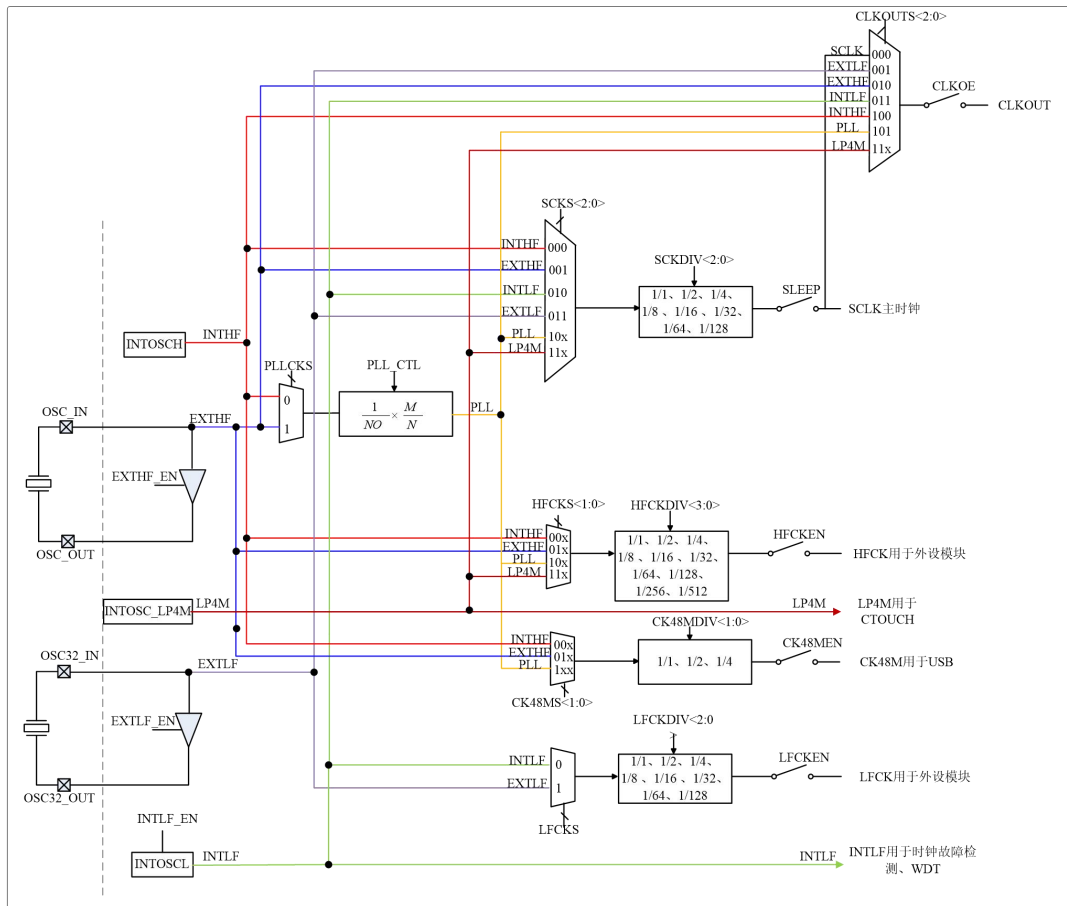 CLKOUTS<2:0>
SCLK 000
EXTLF 001
EXTHF 010
INTLF 011
INTHF 100
PLL 101
LP4M 11x
CLKOE
CLKOUT
SCKS<2:0>
INTHF 000
EXTHF 001
INTLF 010
EXTLF 011
PLL 10x
LP4M 11x
SCKDIV<2:0>
1/1、1/2、1/4、
1/8 、1/16 、1/32、
1/64、1/128
SLEEP
SCLK主时钟
INTOSCH
INTHF
PLLCKS
0
1
PLL_CTL
1/NO × M/N
PLL
OSC_IN
EXTHF
EXTHF_EN
OSC_OUT
HFCKS<1:0>
INTHF 00x
EXTHF 01x
PLL 10x
LP4M 11x
HFCKDIV<3:0>
1/1、1/2、1/4、
1/8 、1/16 、1/32、
1/64、1/128、
1/256、1/512
HFCKEN
HFCK用于外设模块
INTOSC_LP4M
LP4M
LP4M
LP4M用于
CTOUCH
INTHF 00x
EXTHF 01x
PLL 1xx
CK48MS<1:0>
CK48MDIV<1:0>
1/1、1/2、1/4
CK48MEN
CK48M用于USB
OSC32_IN
EXTLF
EXTLF_EN
OSC32_OUT
INTLF 0
EXTLF 1
LFCKS
LFCKDIV<2:0
>
1/1、1/2、1/4、
1/8 、1/16 、1/32、
1/64、1/128
LFCKEN
LFCK用于外设模块
INTLF_EN
INTOSCL
INTLF
INTLF
INTLF用于时钟故障检
测、WDT